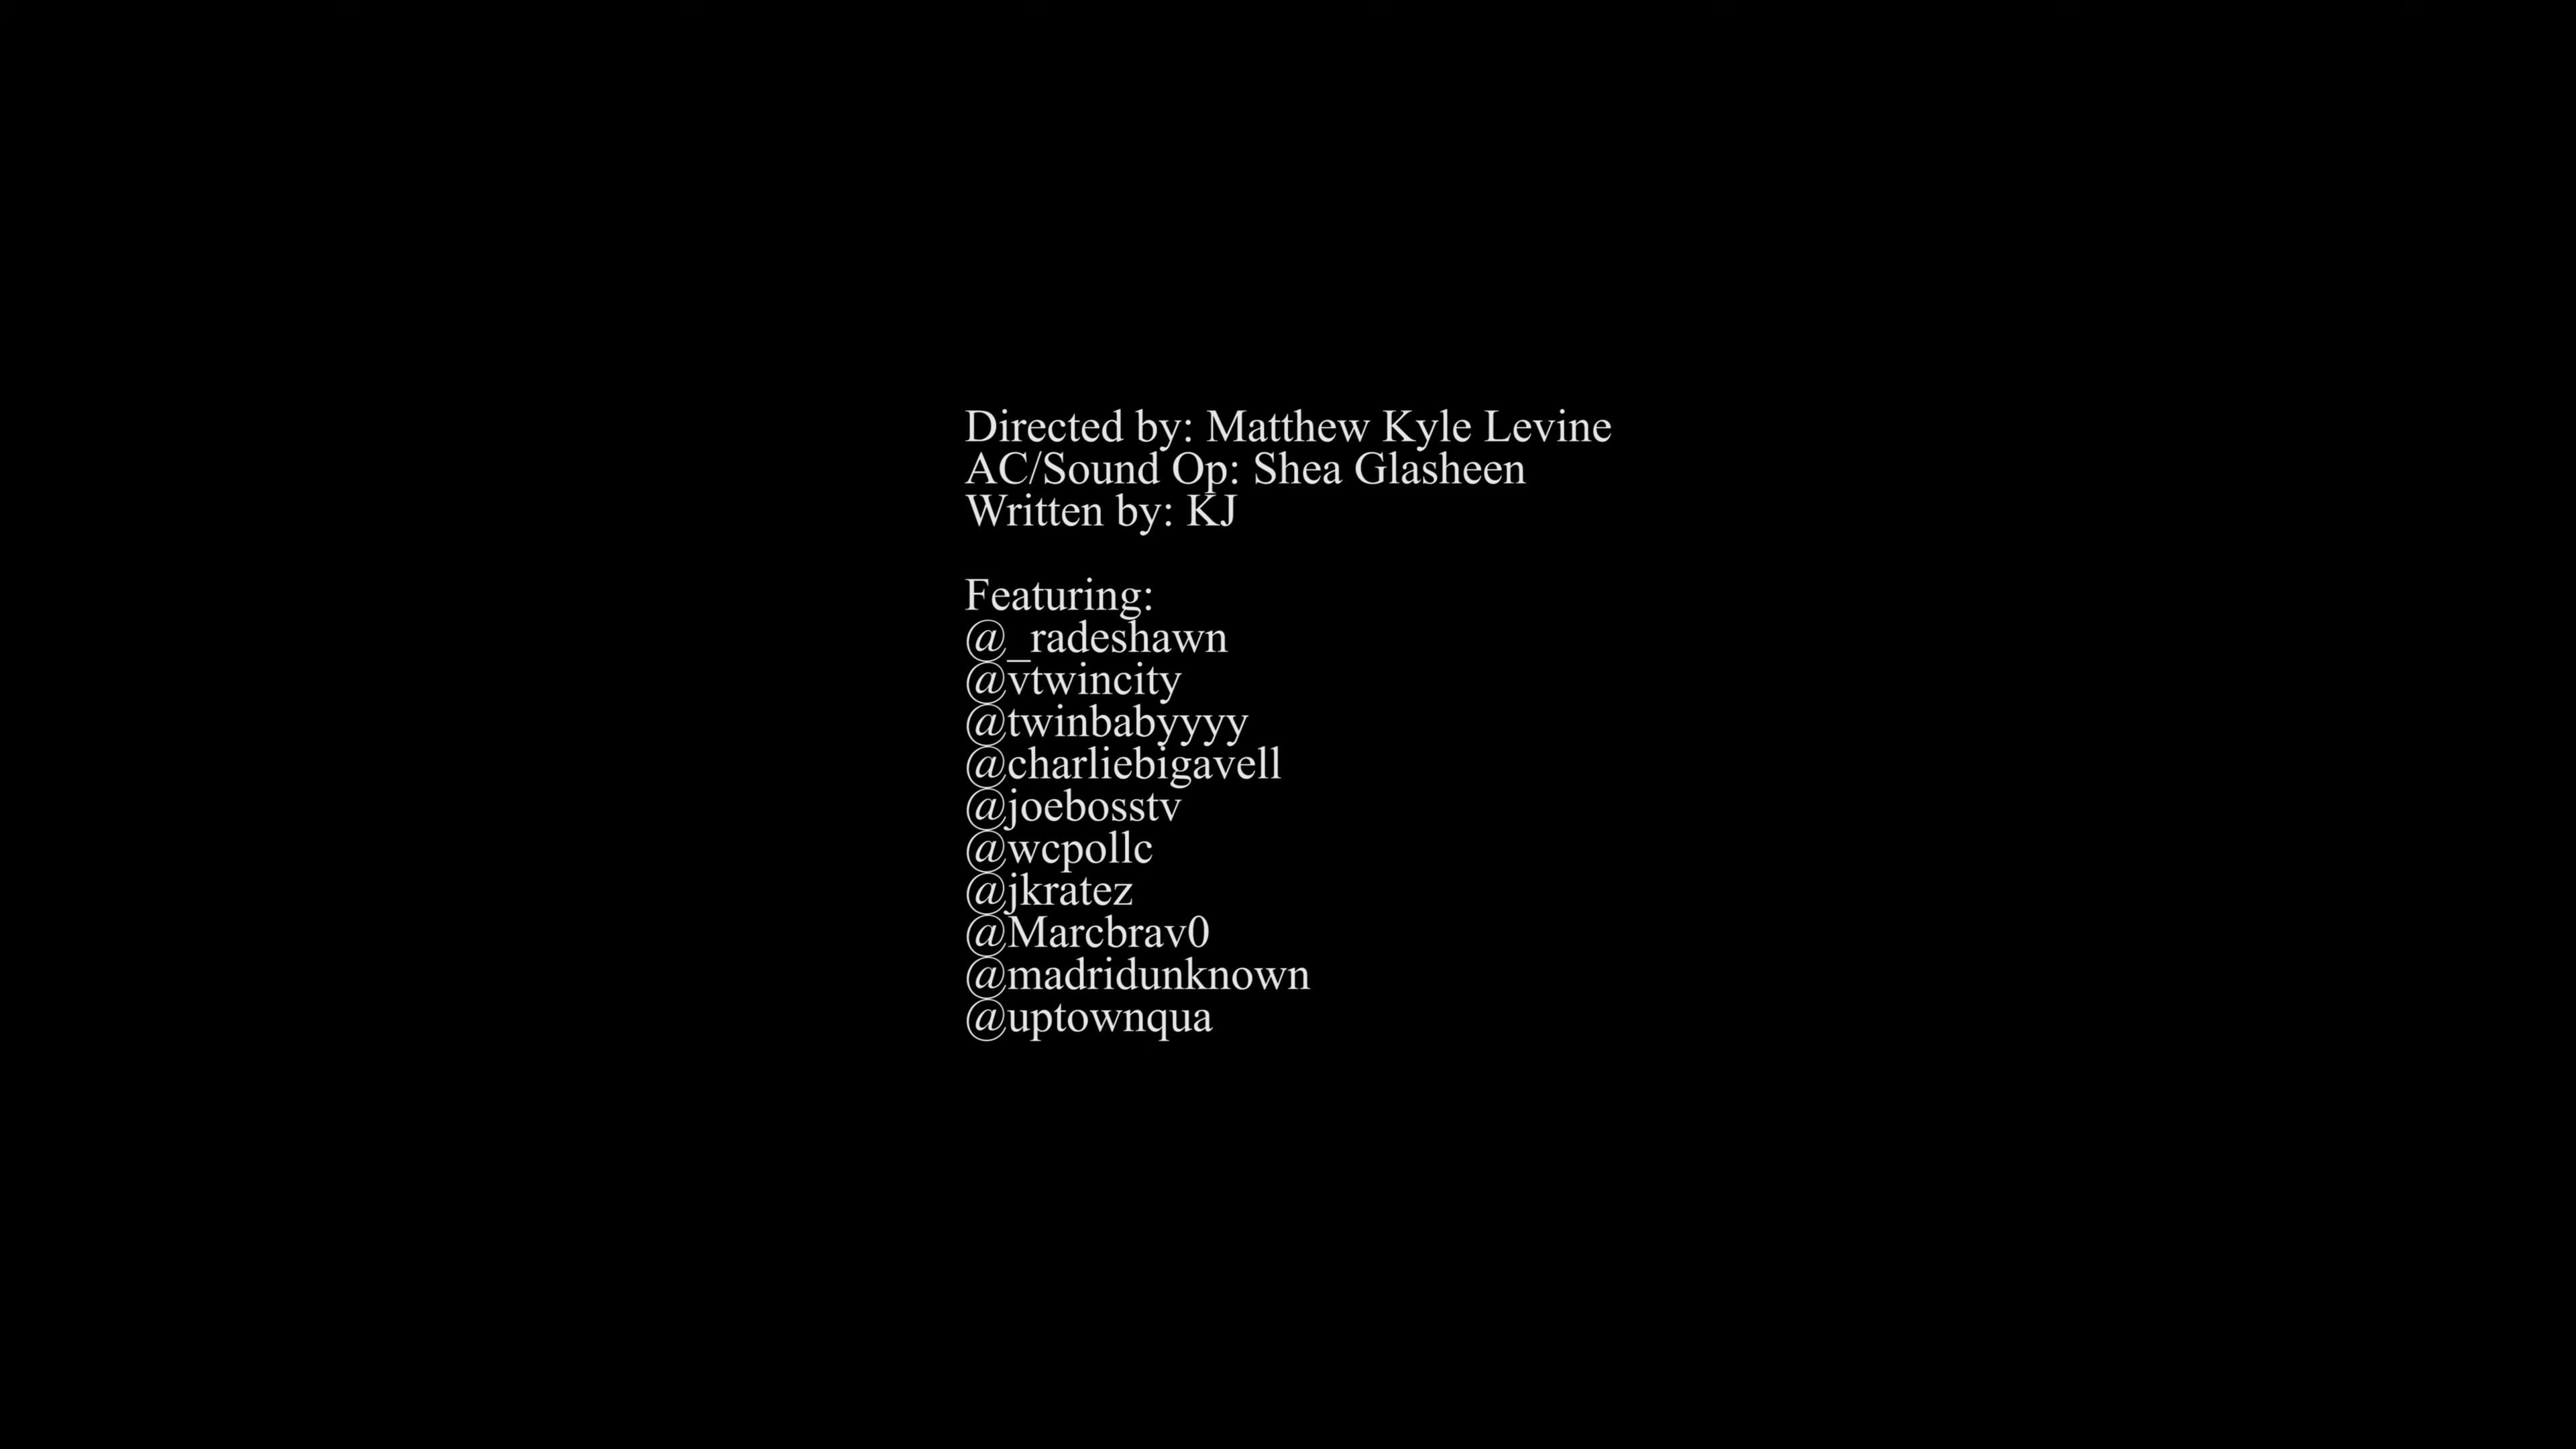 Directed by: Matthew Kyle Levine
AC/Sound Op: Shea Glasheen
Written by: KJ
Featuring:
@_radeshawn
@vtwincity
@twinbabyyyy
@charliebigavell
@joebosstv
@wcpollc
@jkratez
@Marcbrav0
@madridunknown
@uptownqua